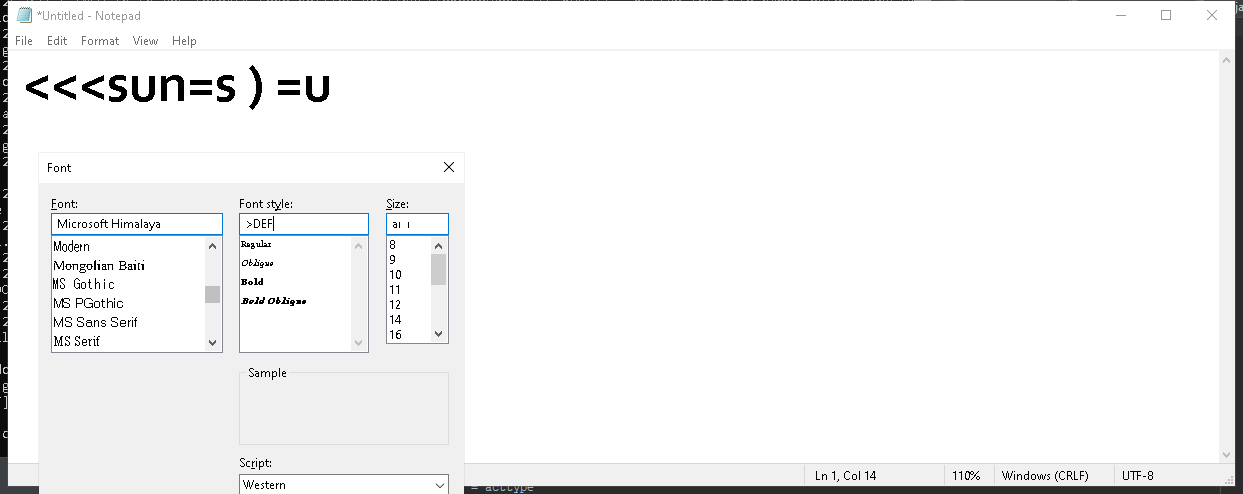 *Untitled - Notepad
File Edit Format View Help
<<<sun=s ) =u
Font
Font:
Font style:
Size:
Microsoft Himalaya
>DEF
Modern
Mongolian Baiti
MS Gothic
MS PGothic
MS Sans Serif
MS Serif
Regular
Oblique
Bold
Bold Oblique
8
9
10
11
12
14
16
Sample
Script:
Western
Ln 1, Col 14
110%
Windows (CRLF)
UTF-8
= acctype